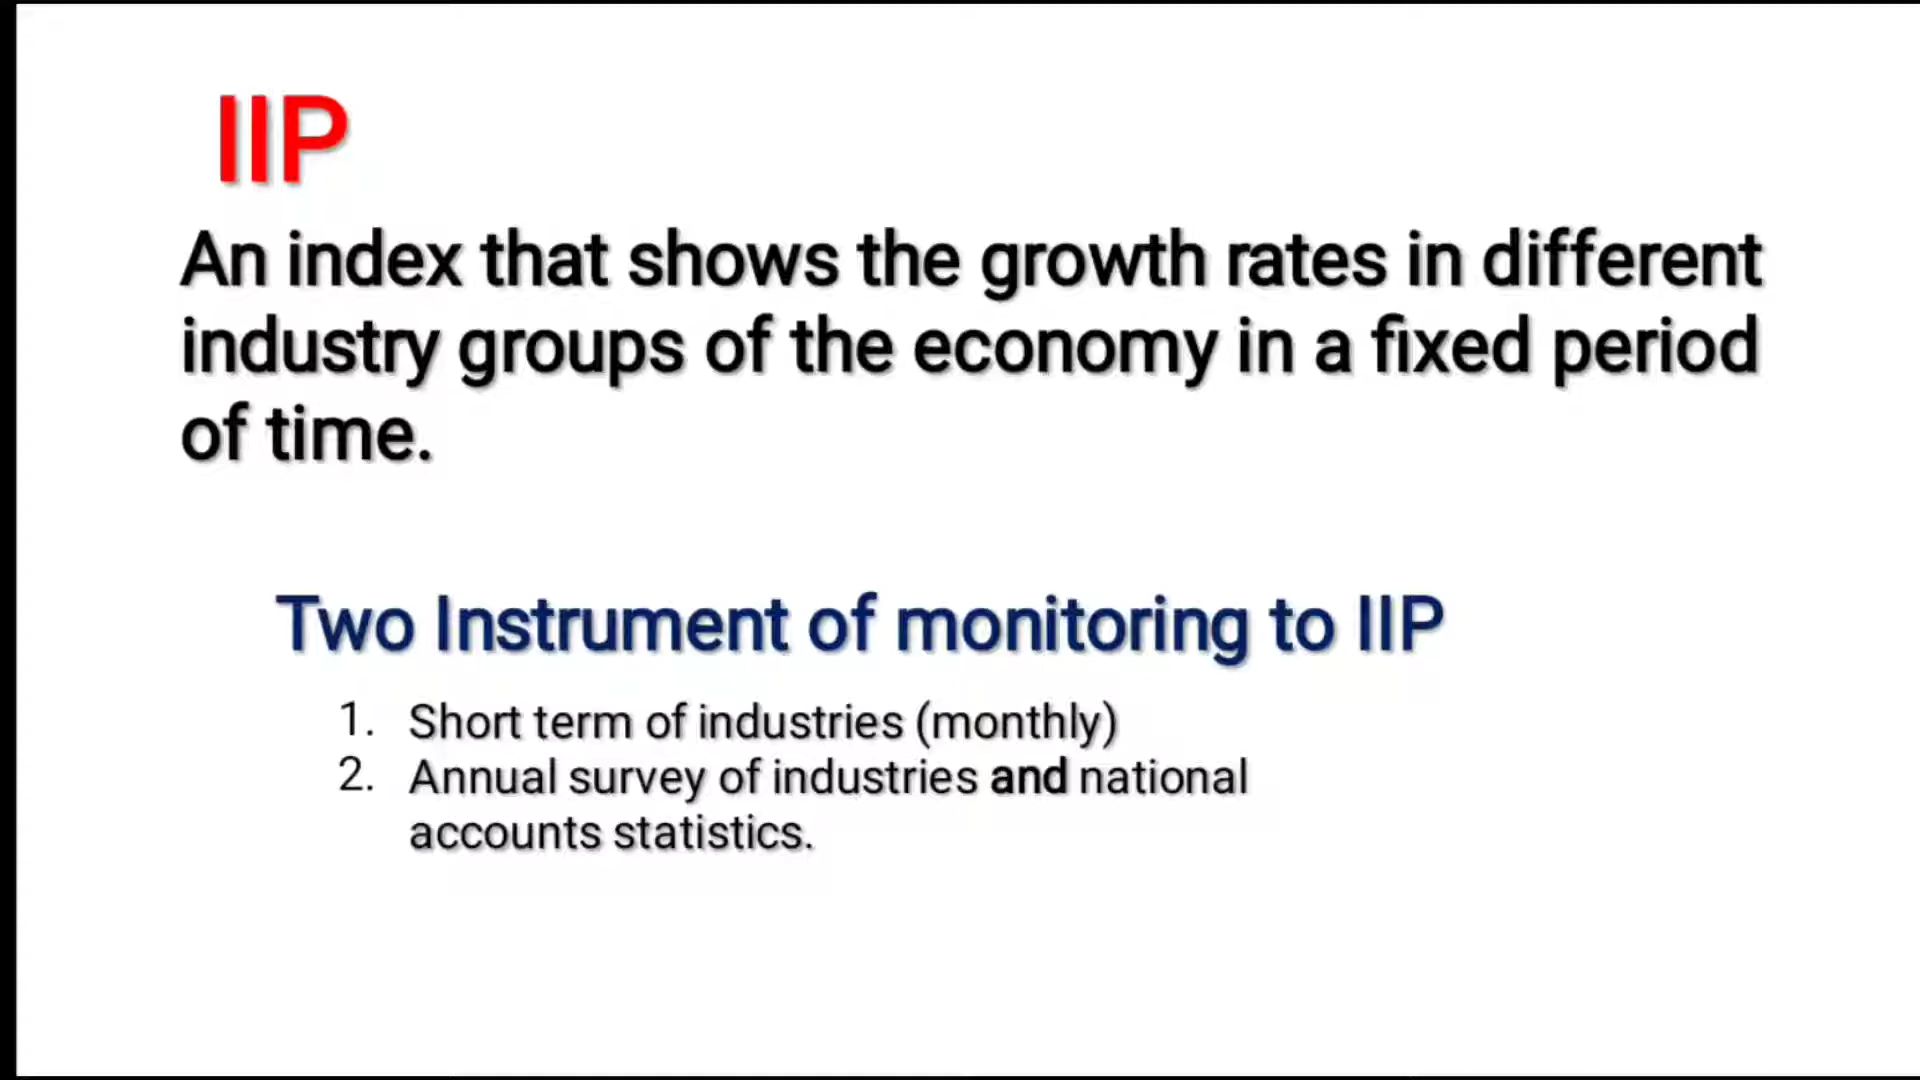 IIP
An index that shows the growth rates in different
industry groups of the economy in a fixed period
of time.
Two Instrument of monitoring to IIP
1. Short term of industries (monthly)
2. Annual survey of industries and national
accounts statistics.